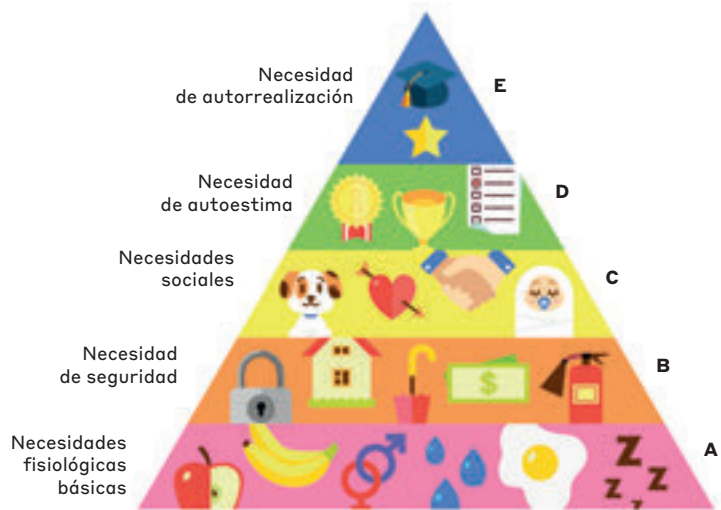 Necesidad
de autorrealización
E
Necesidad
de autoestima
D
Necesidades
sociales
C
Necesidad
de seguridad
B
$
Necesidades
fisiológicas
básicas
A
Z
Z
Z
Z